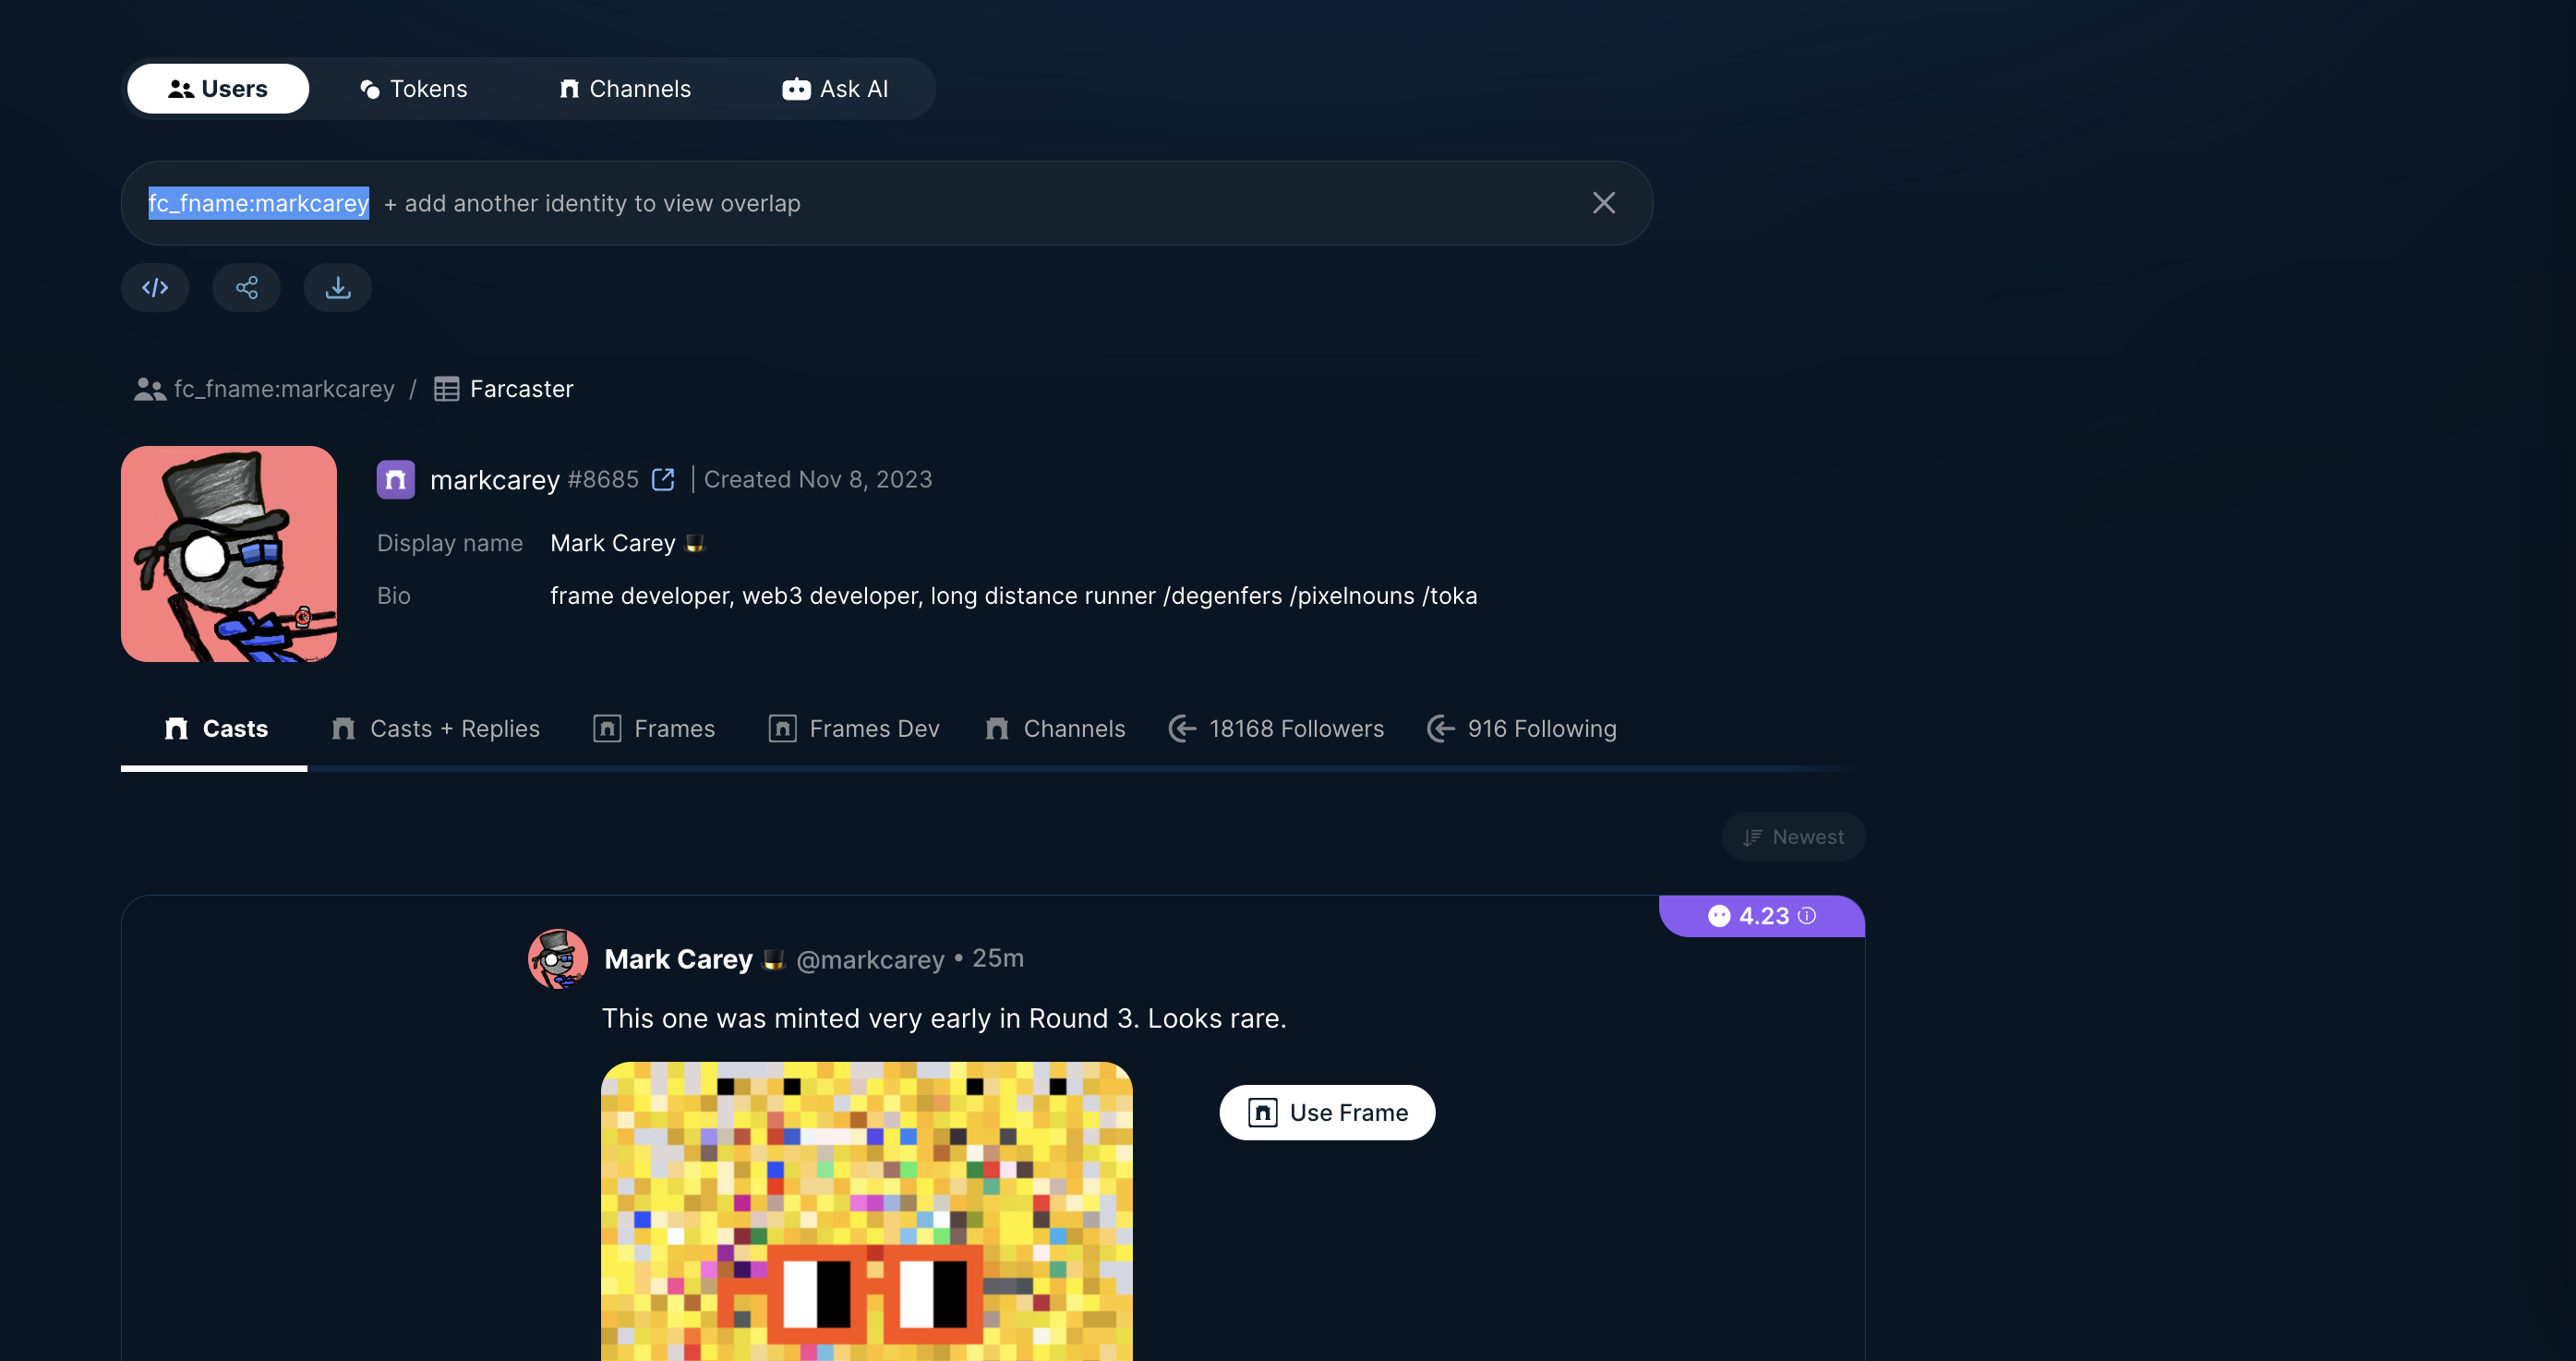 Users Tokens Channels Ask AI
fc_fname:markcarey + add another identity to view overlap
fc_fname:markcarey / Farcaster
markcarey #8685 | Created Nov 8, 2023
Display name Mark Carey 🎩
Bio frame developer, web3 developer, long distance runner /degenfers /pixelnouns /toka
Casts Casts + Replies Frames Frames Dev Channels 18168 Followers 916 Following
Newest
4.23
Mark Carey 🎩 @markcarey • 25m
This one was minted very early in Round 3. Looks rare.
Use Frame